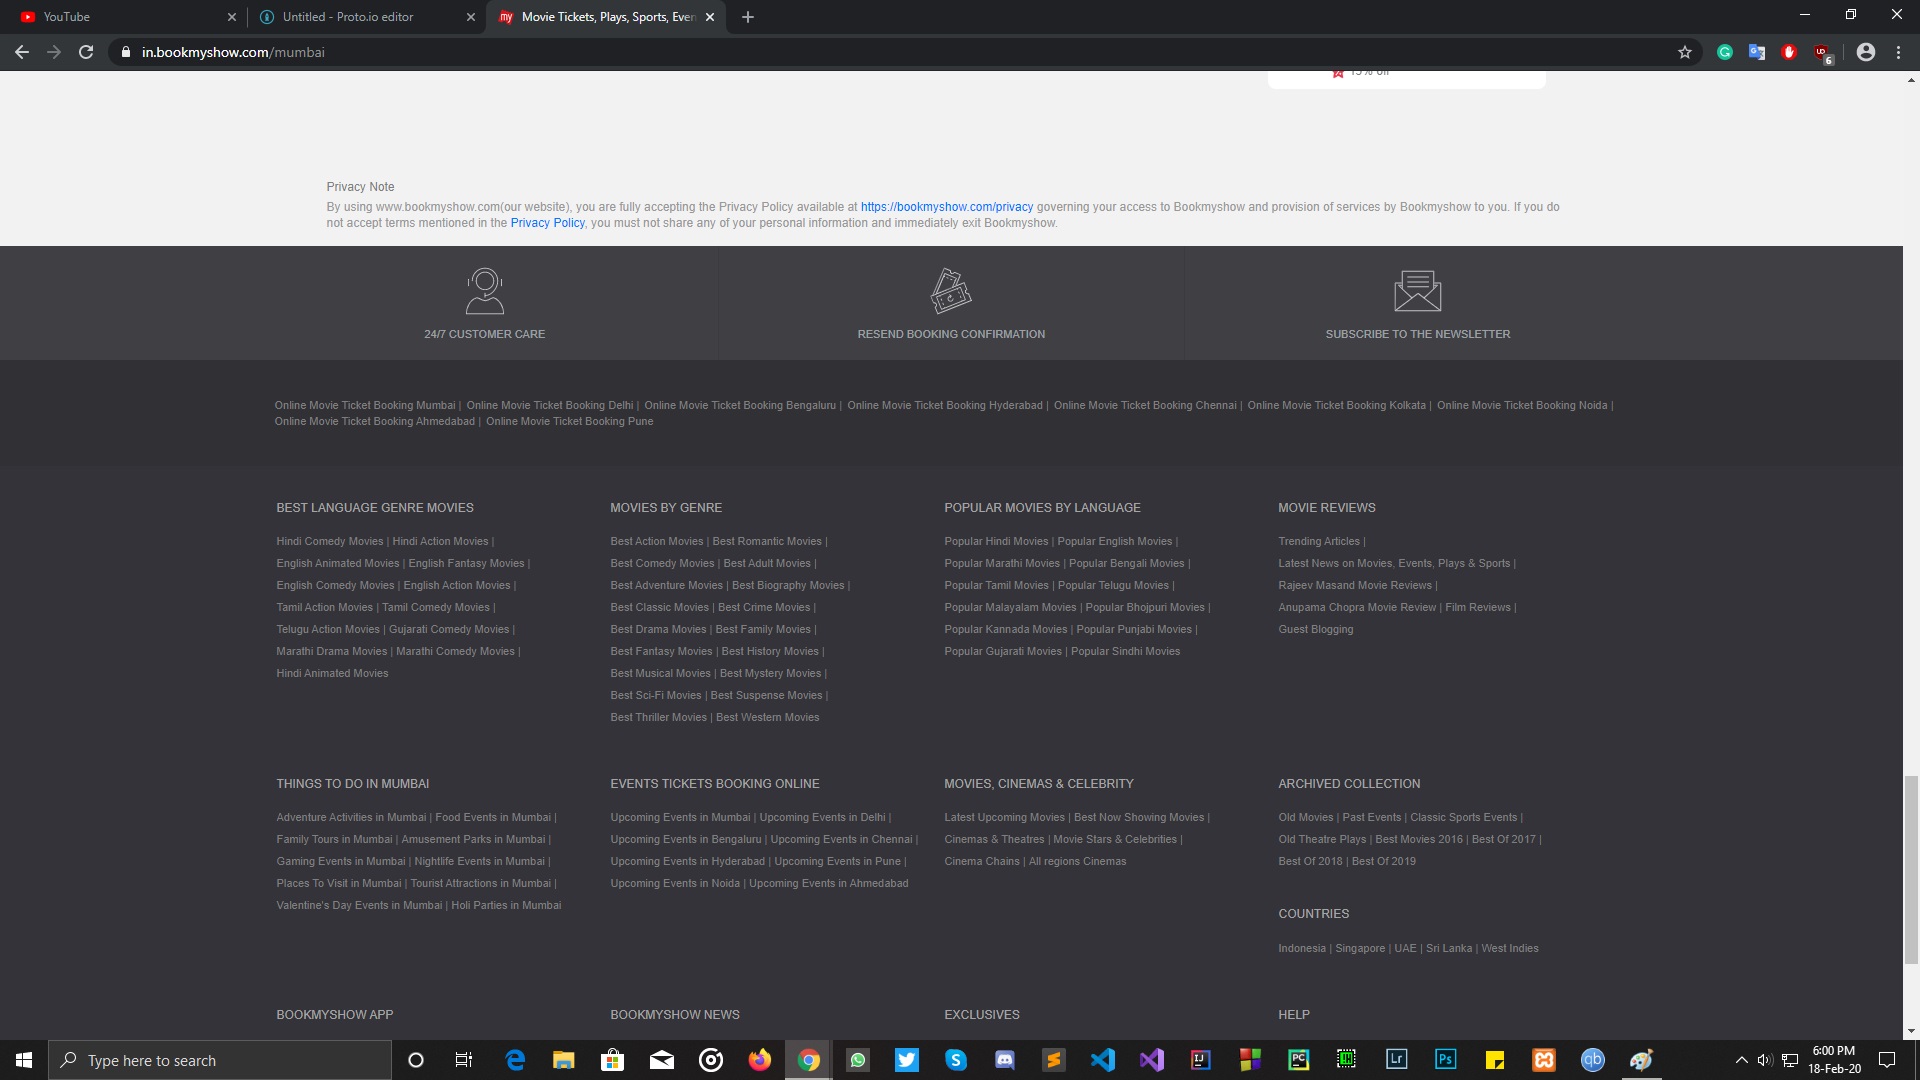 YouTube
Untitled - Proto.io editor
Movie Tickets, Plays, Sports, Even
in.bookmyshow.com/mumbai
6
15% off
Privacy Note
By using www.bookmyshow.com(our website), you are fully accepting the Privacy Policy available at https://bookmyshow.com/privacy governing your access to Bookmyshow and provision of services by Bookmyshow to you. If you do
not accept terms mentioned in the Privacy Policy, you must not share any of your personal information and immediately exit Bookmyshow.
24/7 CUSTOMER CARE
RESEND BOOKING CONFIRMATION
SUBSCRIBE TO THE NEWSLETTER
Online Movie Ticket Booking Mumbai | Online Movie Ticket Booking Delhi | Online Movie Ticket Booking Bengaluru | Online Movie Ticket Booking Hyderabad | Online Movie Ticket Booking Chennai | Online Movie Ticket Booking Kolkata | Online Movie Ticket Booking Noida |
Online Movie Ticket Booking Ahmedabad | Online Movie Ticket Booking Pune
BEST LANGUAGE GENRE MOVIES
Hindi Comedy Movies | Hindi Action Movies |
English Animated Movies | English Fantasy Movies |
English Comedy Movies | English Action Movies |
Tamil Action Movies | Tamil Comedy Movies |
Telugu Action Movies | Gujarati Comedy Movies |
Marathi Drama Movies | Marathi Comedy Movies |
Hindi Animated Movies
MOVIES BY GENRE
Best Action Movies | Best Romantic Movies |
Best Comedy Movies | Best Adult Movies |
Best Adventure Movies | Best Biography Movies |
Best Classic Movies | Best Crime Movies |
Best Drama Movies | Best Family Movies |
Best Fantasy Movies | Best History Movies |
Best Musical Movies | Best Mystery Movies |
Best Sci-Fi Movies | Best Suspense Movies |
Best Thriller Movies | Best Western Movies
POPULAR MOVIES BY LANGUAGE
Popular Hindi Movies | Popular English Movies |
Popular Marathi Movies | Popular Bengali Movies |
Popular Tamil Movies | Popular Telugu Movies |
Popular Malayalam Movies | Popular Bhojpuri Movies |
Popular Kannada Movies | Popular Punjabi Movies |
Popular Gujarati Movies | Popular Sindhi Movies
MOVIE REVIEWS
Trending Articles |
Latest News on Movies, Events, Plays & Sports |
Rajeev Masand Movie Reviews |
Anupama Chopra Movie Review | Film Reviews |
Guest Blogging
THINGS TO DO IN MUMBAI
Adventure Activities in Mumbai | Food Events in Mumbai |
Family Tours in Mumbai | Amusement Parks in Mumbai |
Gaming Events in Mumbai | Nightlife Events in Mumbai |
Places To Visit in Mumbai | Tourist Attractions in Mumbai |
Valentine's Day Events in Mumbai | Holi Parties in Mumbai
EVENTS TICKETS BOOKING ONLINE
Upcoming Events in Mumbai | Upcoming Events in Delhi |
Upcoming Events in Bengaluru | Upcoming Events in Chennai |
Upcoming Events in Hyderabad | Upcoming Events in Pune |
Upcoming Events in Noida | Upcoming Events in Ahmedabad
MOVIES, CINEMAS & CELEBRITY
Latest Upcoming Movies | Best Now Showing Movies |
Cinemas & Theatres | Movie Stars & Celebrities |
Cinema Chains | All regions Cinemas
ARCHIVED COLLECTION
Old Movies | Past Events | Classic Sports Events |
Old Theatre Plays | Best Movies 2016 | Best Of 2017 |
Best Of 2018 | Best Of 2019
COUNTRIES
Indonesia | Singapore | UAE | Sri Lanka | West Indies
BOOKMYSHOW APP
BOOKMYSHOW NEWS
EXCLUSIVES
HELP
Type here to search
6:00 PM
18-Feb-20